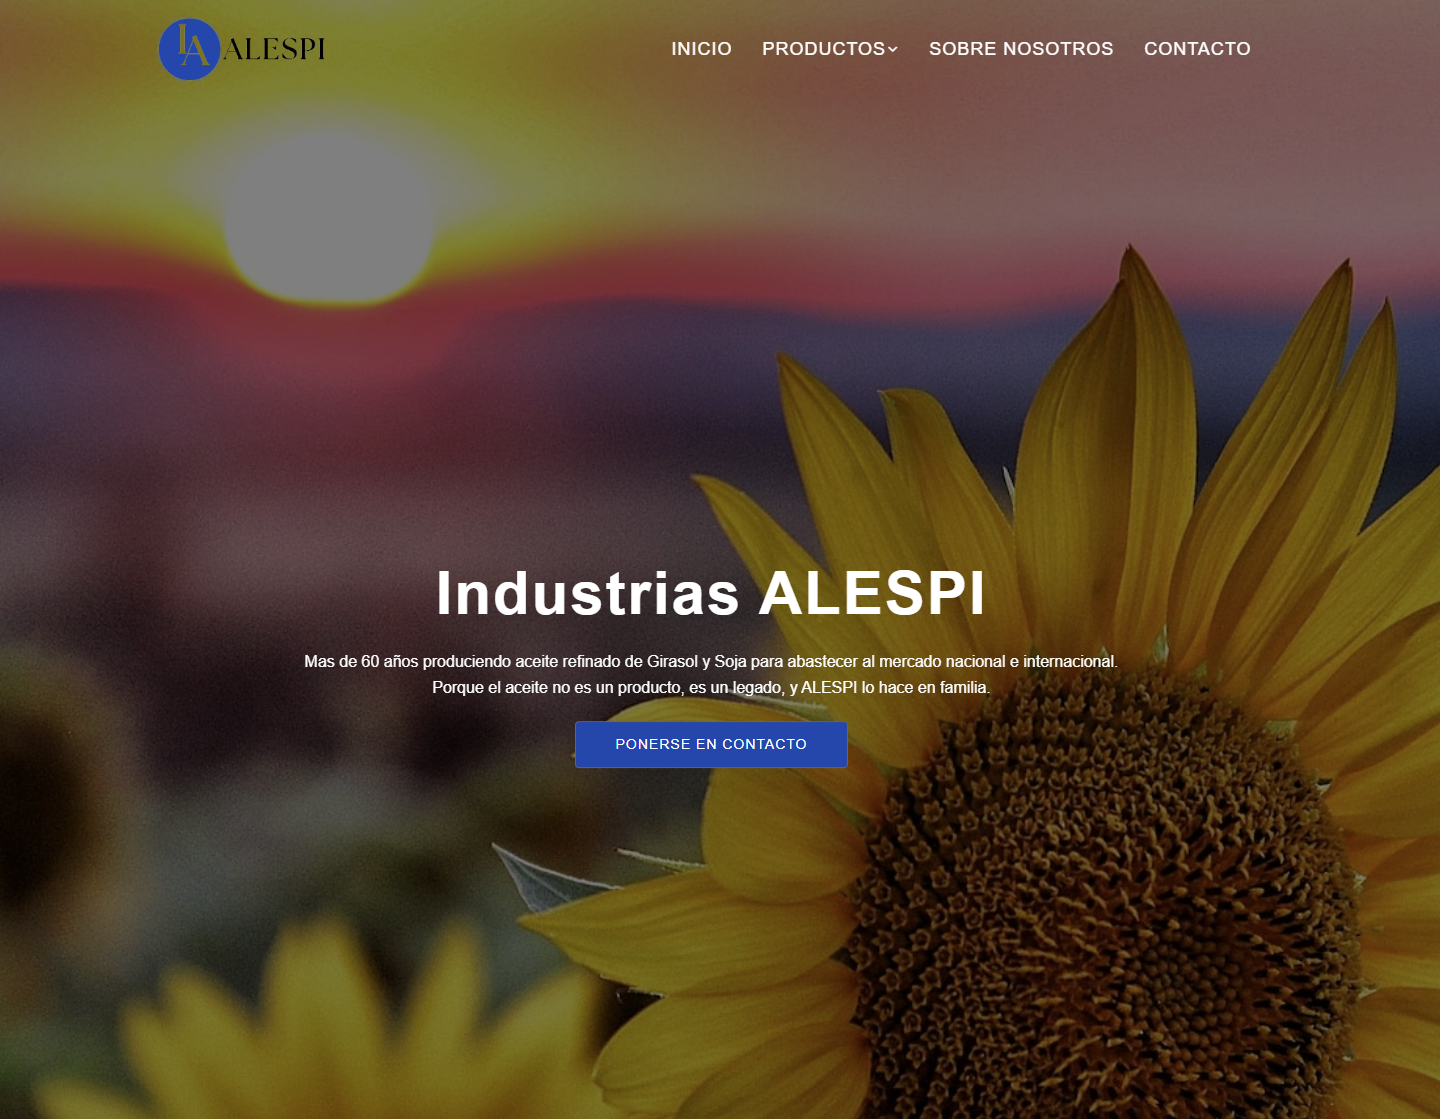 IA ALESPI
INICIO PRODUCTOS SOBRE NOSOTROS CONTACTO
Industrias ALESPI
Mas de 60 años produciendo aceite refinado de Girasol y Soja para abastecer al mercado nacional e internacional.
Porque el aceite no es un producto, es un legado, y ALESPI lo hace en familia.
PONERSE EN CONTACTO